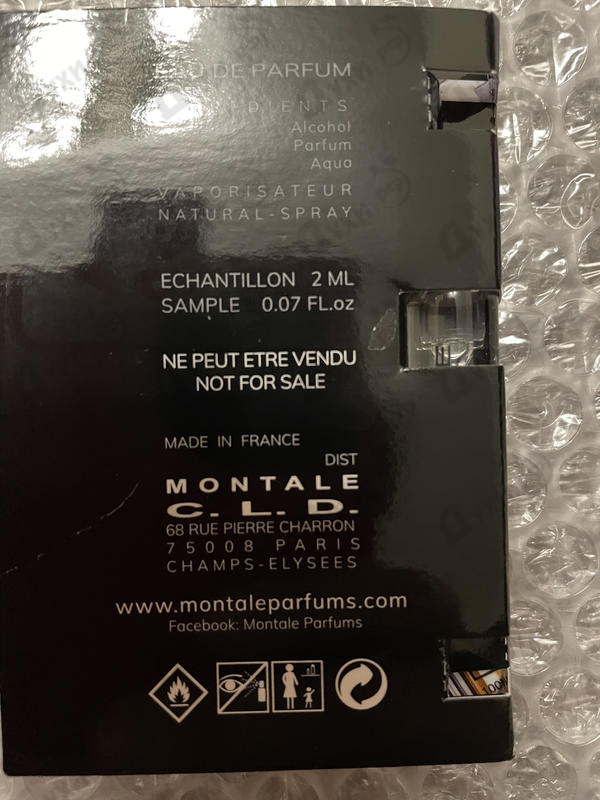 DE PARFUM
Alcohol
Parfum
Aqua
VAPORISATEUR
NATURAL-SPRAY
ECHANTILLON 2 ML
SAMPLE 0.07 FL.oz
NE PEUT ETRE VENDU
NOT FOR SALE
MADE IN FRANCE
DIST
MONTALE
C. L. D.
68 RUE PIERRE CHARRON
75008 PARIS
CHAMPS-ELYSEES
www.montaleparfums.com
Facebook: Montale Parfums